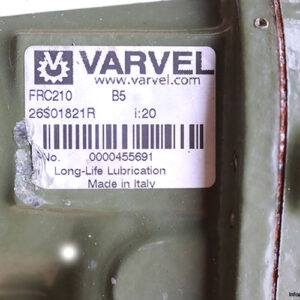 VARVEL
www.varvel.com
FRC210 B5
26S01821R i:20
No. 0000455691
Long-Life Lubrication
Made in Italy